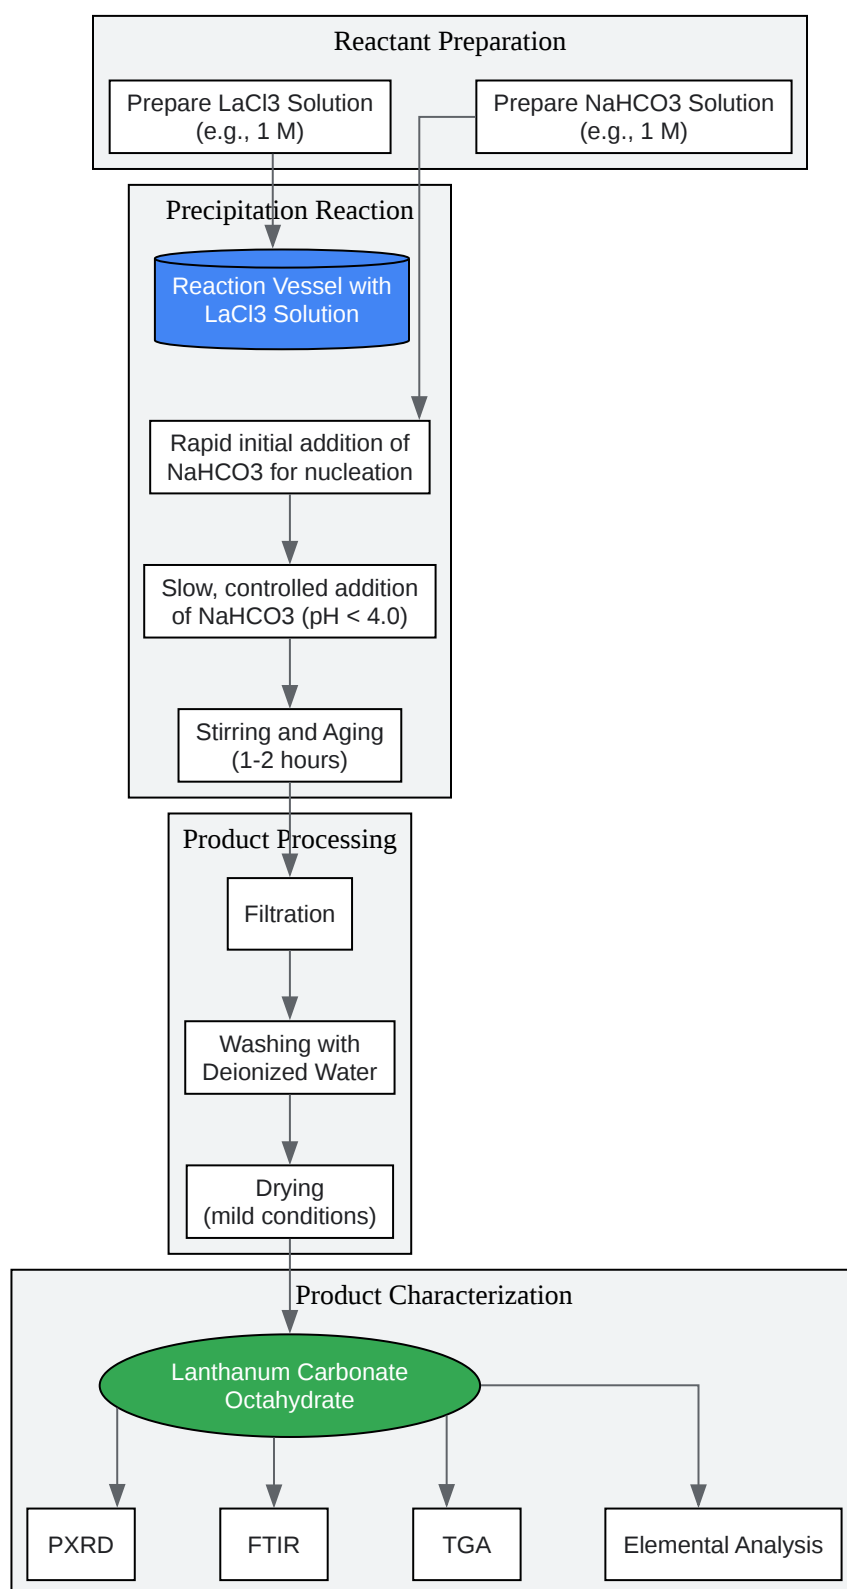 Reactant Preparation
Prepare LaCl3 Solution
(e.g., 1 M)
Prepare NaHCO3 Solution
(e.g., 1 M)
Precipitation Reaction
Reaction Vessel with
LaCl3 Solution
Rapid initial addition of
NaHCO3 for nucleation
Slow, controlled addition
of NaHCO3 (pH < 4.0)
Stirring and Aging
(1-2 hours)
Product Processing
Filtration
Washing with
Deionized Water
Drying
(mild conditions)
Product Characterization
Lanthanum Carbonate
Octahydrate
PXRD
FTIR
TGA
Elemental Analysis